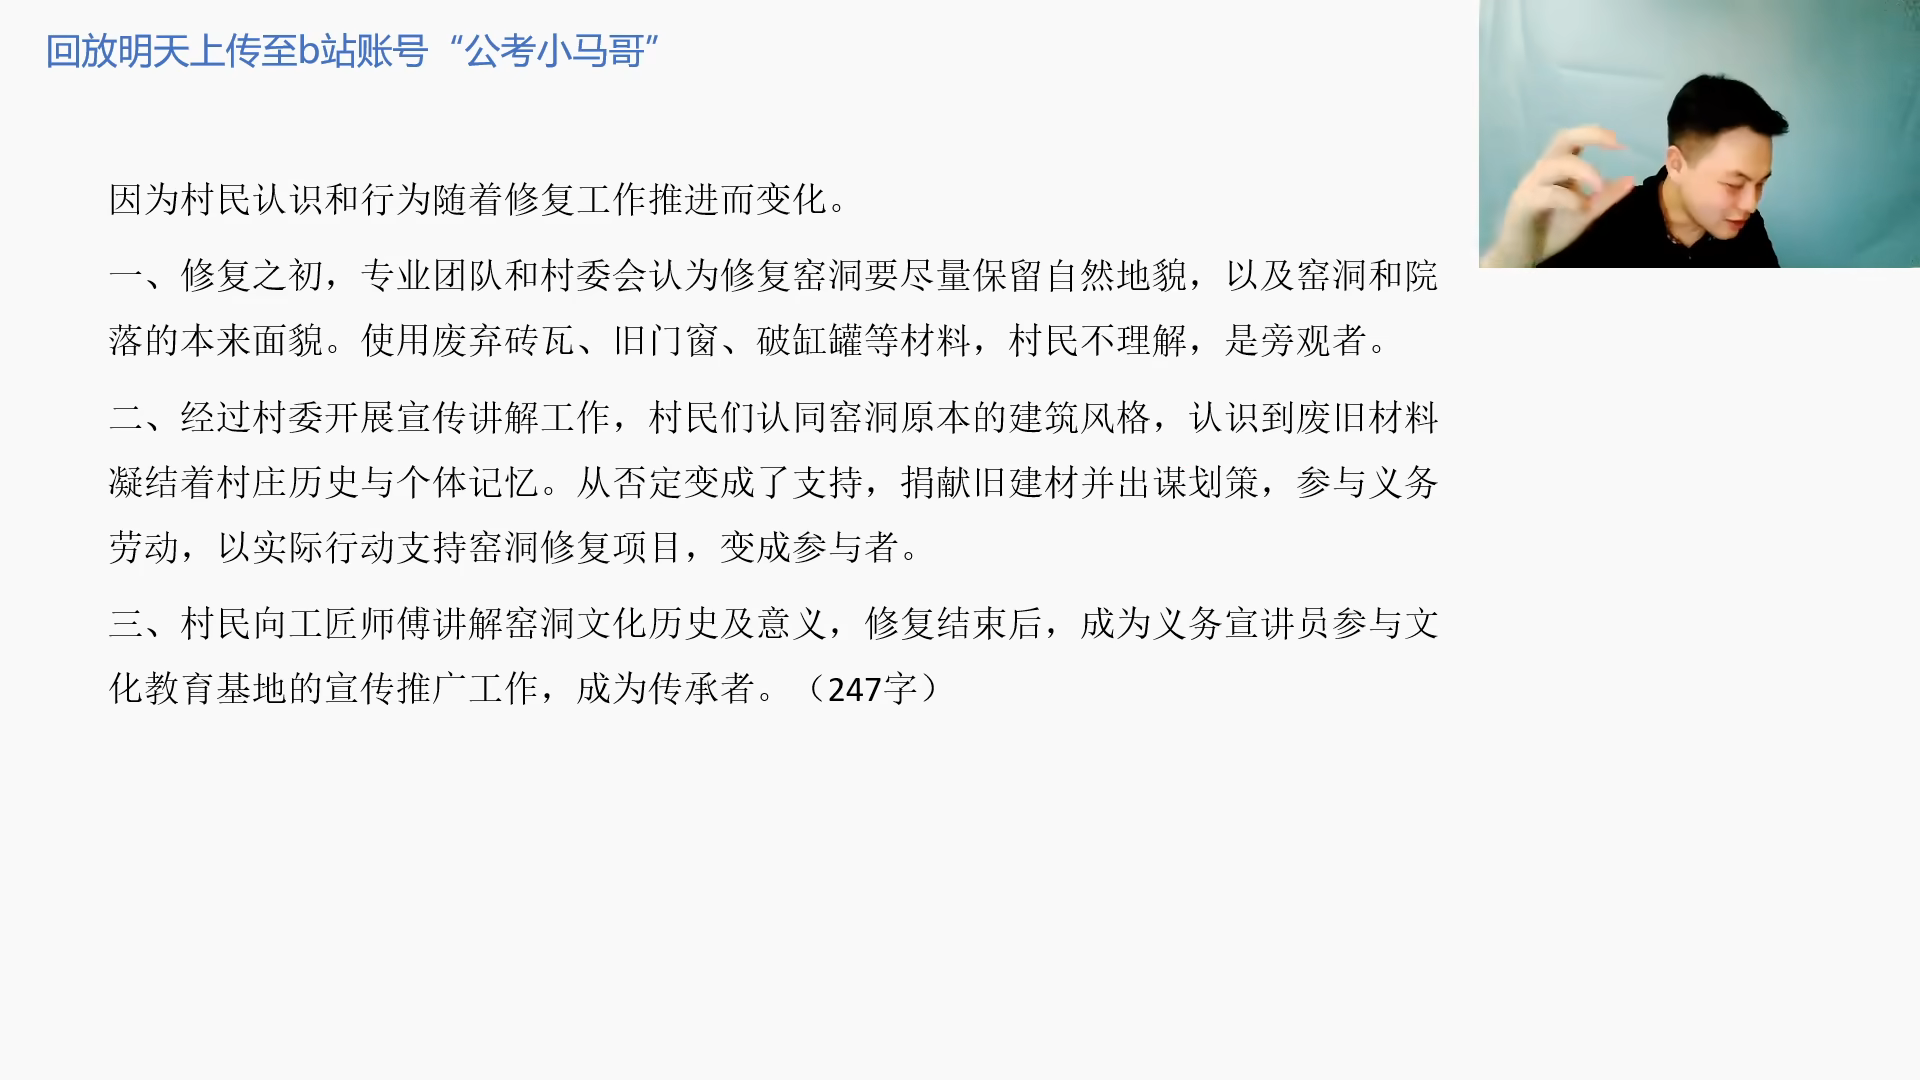 回放明天上传至b站账号“公考小马哥”
因为村民认识和行为随着修复工作推进而变化。
一、修复之初，专业团队和村委会认为修复窑洞要尽量保留自然地貌，以及窑洞和院
落的本来面貌。使用废弃砖瓦、旧门窗、破缸罐等材料，村民不理解，是旁观者。
二、经过村委开展宣传讲解工作，村民们认同窑洞原本的建筑风格，认识到废旧材料
凝结着村庄历史与个体记忆。从否定变成了支持，捐献旧建材并出谋划策，参与义务
劳动，以实际行动支持窑洞修复项目，变成参与者。
三、村民向工匠师傅讲解窑洞文化历史及意义，修复结束后，成为义务宣讲员参与文
化教育基地的宣传推广工作，成为传承者。（247字）